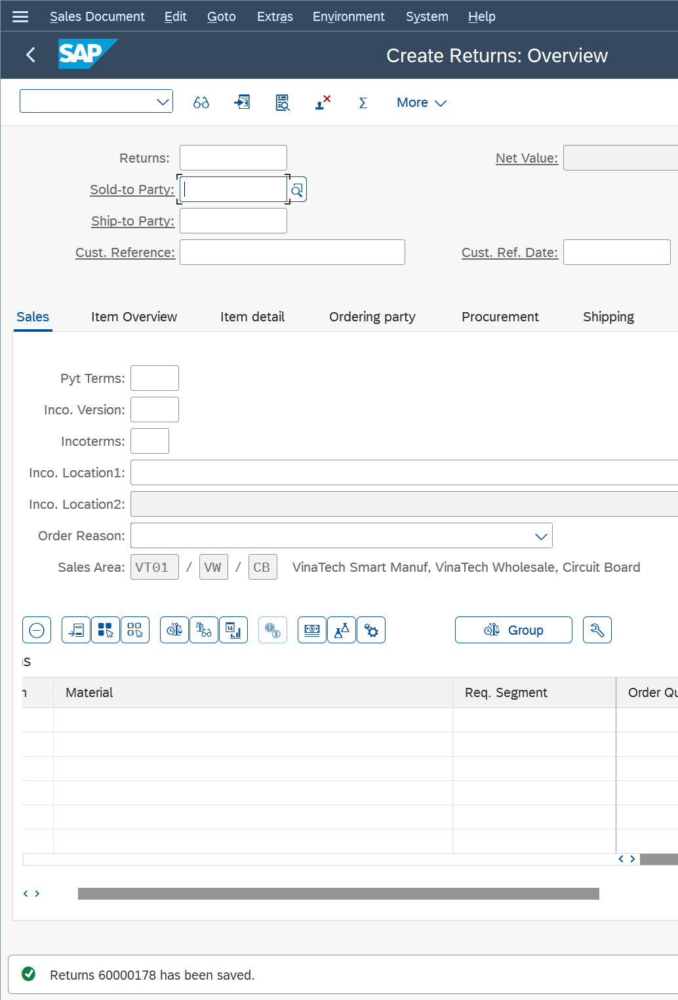 Sales Document Edit Goto Extras Environment System Help
SAP Create Returns: Overview
More
Returns: Net Value:
Sold-to Party:
Ship-to Party:
Cust. Reference: Cust. Ref. Date:
Sales Item Overview Item detail Ordering party Procurement Shipping
Pyt Terms:
Inco. Version:
Incoterms:
Inco. Location1:
Inco. Location2:
Order Reason:
Sales Area: VT01 / VW / CB VinaTech Smart Manuf, VinaTech Wholesale, Circuit Board
14 Group
Material Req. Segment Order Qu
Returns 60000178 has been saved.